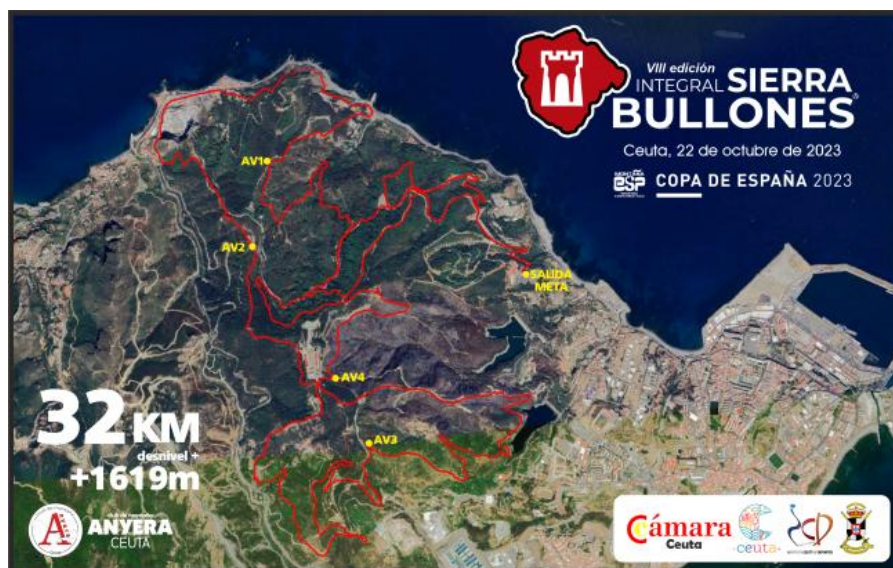 VIII edición
INTEGRAL SIERRA
BULLONES®
Ceuta, 22 de octubre de 2023
esp COPA DE ESPAÑA 2023
AV1
AV2
SALIDA
META
AV4
AV3
32 KM
desnivel +
+1619m
ANYERA
CEUTA
Cámara
Ceuta
ceuta